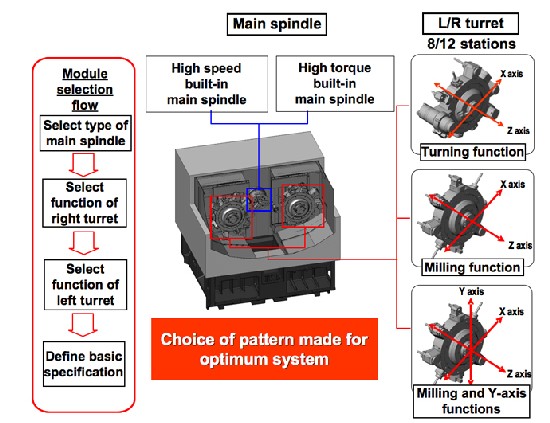 Main spindle
L/R turret
8/12 stations
Module
selection
flow
Select type of
main spindle
Select
function of
right turret
Select
function of
left turret
Define basic
specification
High speed
built-in
main spindle
High torque
built-in
main spindle
Choice of pattern made for
optimum system
X axis
Z axis
Turning function
X axis
Z axis
Milling function
Y axis
X axis
Z axis
Milling and Y-axis
functions